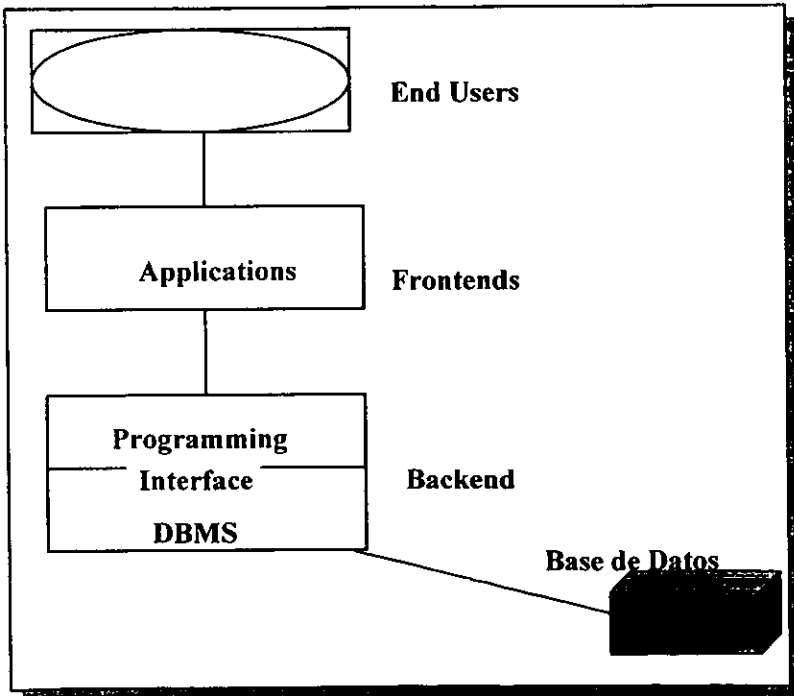 End Users
Applications
Frontends
Programming
Interface
Backend
DBMS
Base de Datos